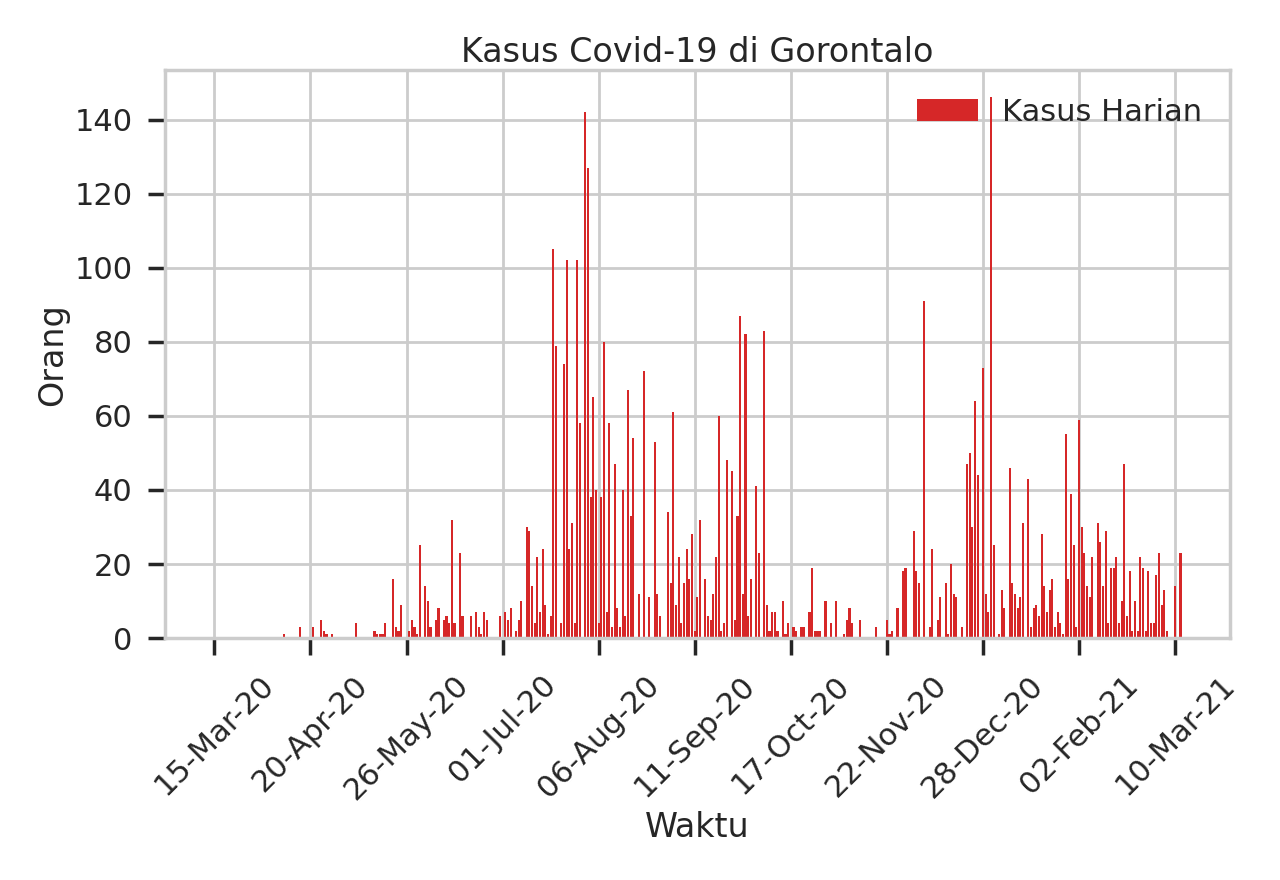 Kasus Covid-19 di Gorontalo
Kasus Harian
140
120
100
80
60
40
20
0
Orang
15-Mar-20
20-Apr-20
26-May-20
01-Jul-20
06-Aug-20
11-Sep-20
17-Oct-20
22-Nov-20
28-Dec-20
02-Feb-21
10-Mar-21
Waktu